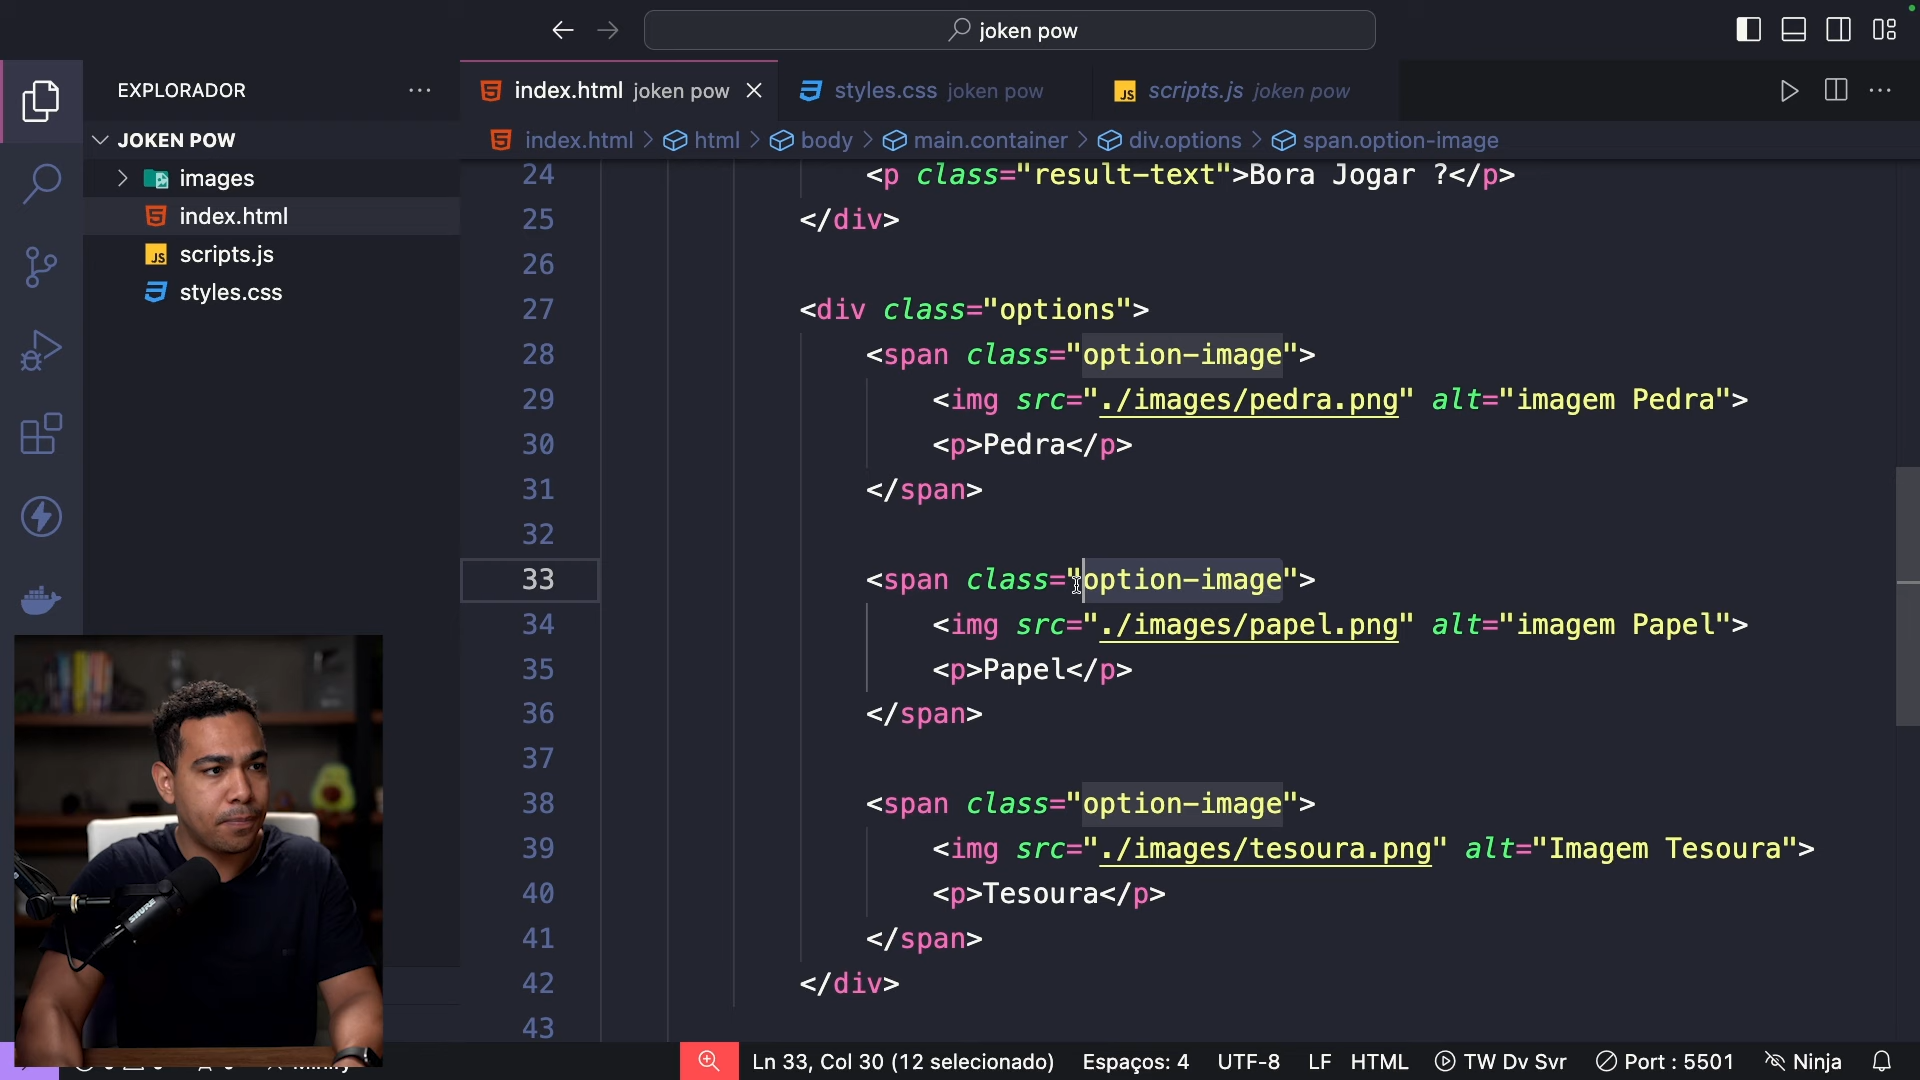 joken pow
EXPLORADOR ...
index.html joken pow
styles.css joken pow
JS scripts.js joken pow
JOKEN POW
index.html > html > body > main.container > div.options > span.option-image
images
index.html
JS scripts.js
styles.css
24 <p class="result-text">Bora Jogar ?</p>
25 </div>
26
27 <div class="options">
28 <span class="option-image">
29 <img src="./images/pedra.png" alt="imagem Pedra">
30 <p>Pedra</p>
31 </span>
32
33 <span class="option-image">
34 <img src="./images/papel.png" alt="imagem Papel">
35 <p>Papel</p>
36 </span>
37
38 <span class="option-image">
39 <img src="./images/tesoura.png" alt="Imagem Tesoura">
40 <p>Tesoura</p>
41 </span>
42 </div>
43
SHURE
Ln 33, Col 30 (12 selecionado) Espaços: 4 UTF-8 LF HTML TW Dv Svr Port : 5501 Ninja